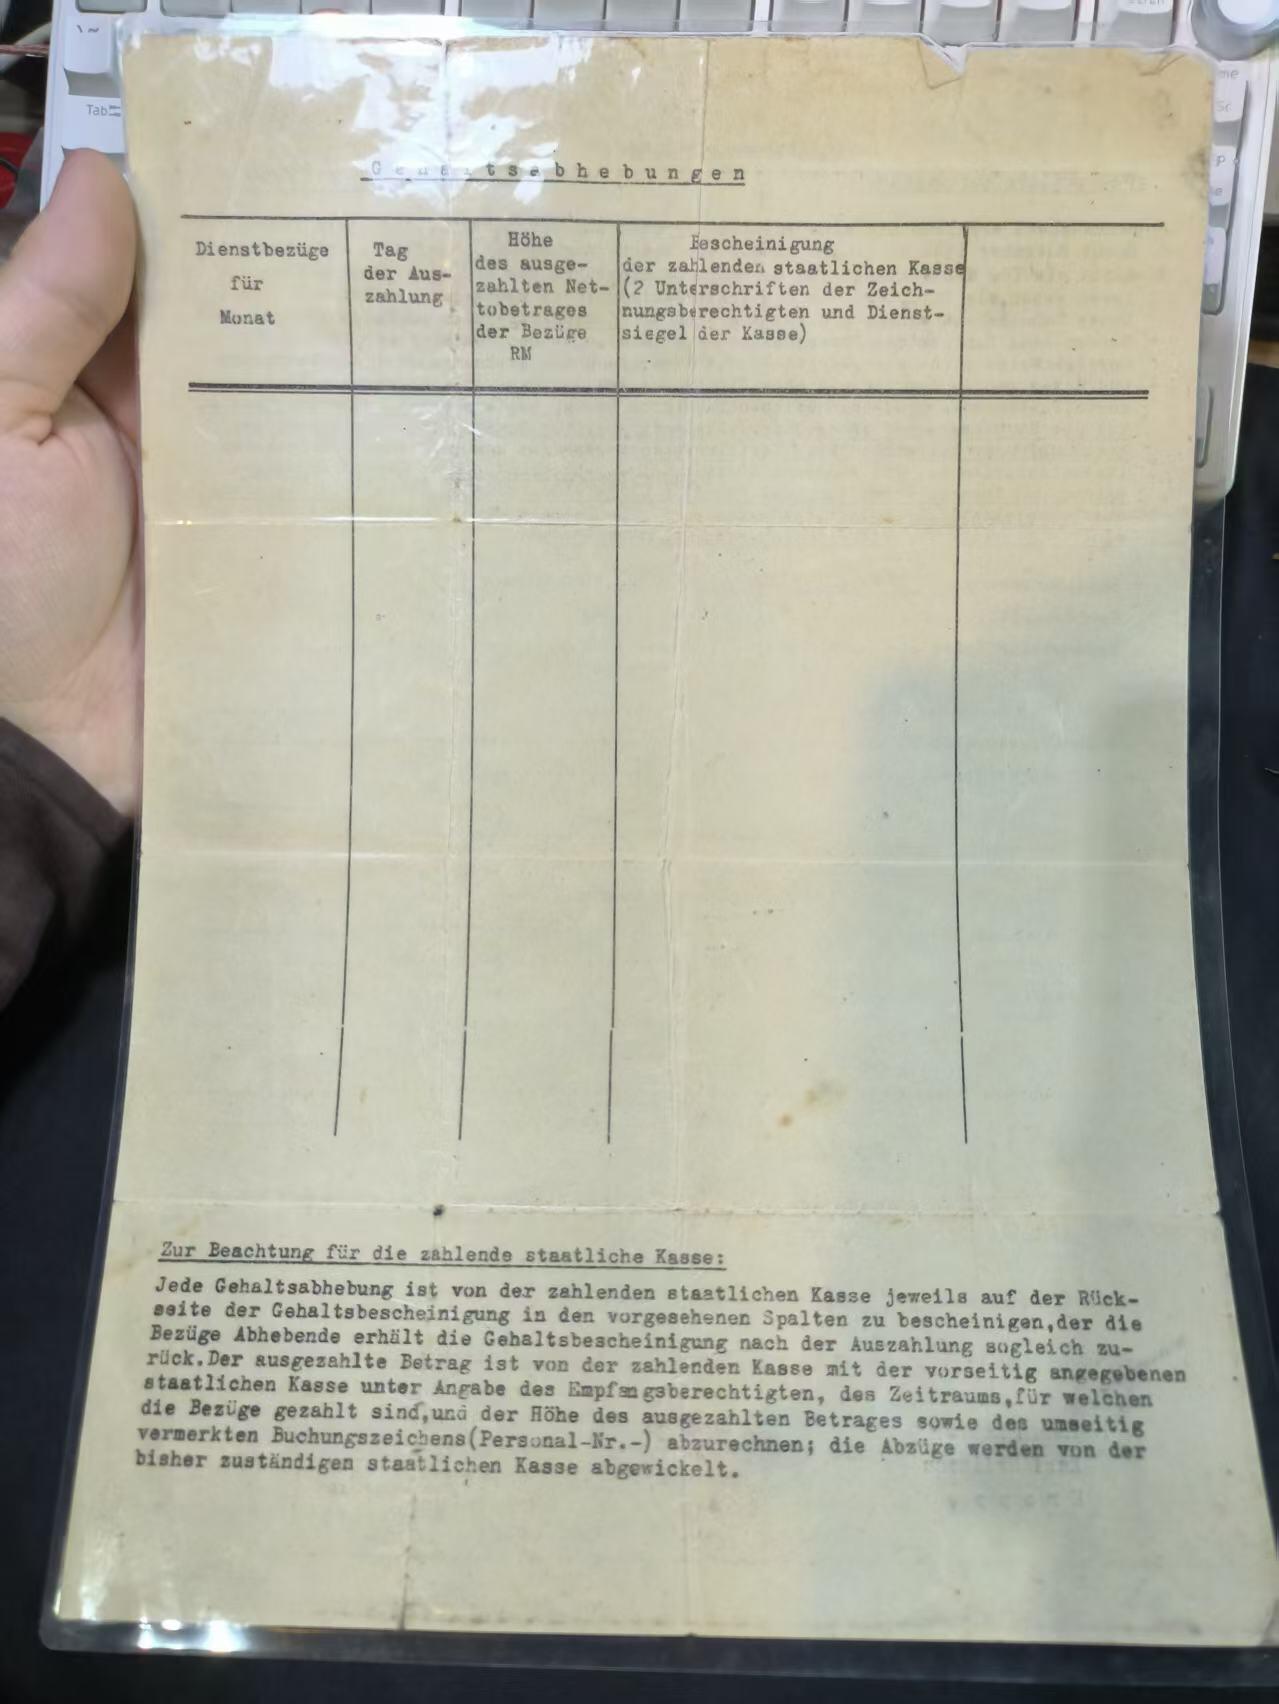 Gehaltsabhebungen
Dienstbezüge
für
Monat
Tag
der Aus-
zahlung
Höhe
des ausge-
zahlten Net-
tobetrages
der Bezüge
RM
Bescheinigung
der zahlenden staatlichen Kasse
(2 Unterschriften der Zeich-
nungsberechtigten und Dienst-
siegel der Kasse)
Zur Beachtung für die zahlende staatliche Kasse:
Jede Gehaltsabhebung ist von der zahlenden staatlichen Kasse jeweils auf der Rück-
seite der Gehaltsbescheinigung in den vorgesehenen Spalten zu bescheinigen,der die
Bezüge Abhebende erhält die Gehaltsbescheinigung nach der Auszahlung sogleich zu-
rück.Der ausgezahlte Betrag ist von der zahlenden Kasse mit der vorseitig angegebenen
staatlichen Kasse unter Angabe des Empfangsberechtigten, des Zeitraums,für welchen
die Bezüge gezahlt sind,und der Höhe des ausgezahlten Betrages sowie des umseitig
vermerkten Buchungszeichens(Personal-Nr.-) abzurechnen; die Abzüge werden von der
bisher zuständigen staatlichen Kasse abgewickelt.
Tab